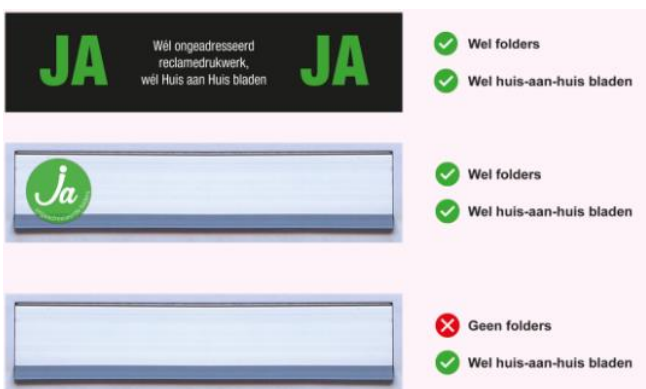 JA
Wél ongeadresseerd
reclamedrukwerk,
wél Huis aan Huis bladen
JA
Wel folders
Wel huis-aan-huis bladen
Ja
Wel folders
Wel huis-aan-huis bladen
Geen folders
Wel huis-aan-huis bladen